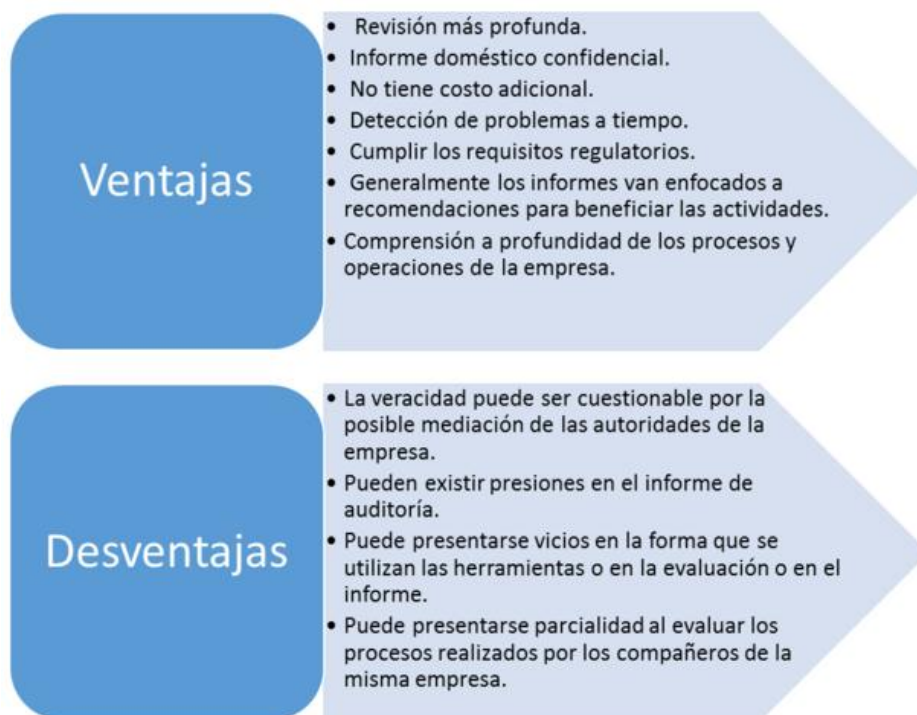 Ventajas
• Revisión más profunda.
• Informe doméstico confidencial.
• No tiene costo adicional.
• Detección de problemas a tiempo.
• Cumplir los requisitos regulatorios.
• Generalmente los informes van enfocados a
recomendaciones para beneficiar las actividades.
• Comprensión a profundidad de los procesos y
operaciones de la empresa.
Desventajas
• La veracidad puede ser cuestionable por la
posible mediación de las autoridades de la
empresa.
• Pueden existir presiones en el informe de
auditoría.
• Puede presentarse vicios en la forma que se
utilizan las herramientas o en la evaluación o en el
informe.
• Puede presentarse parcialidad al evaluar los
procesos realizados por los compañeros de la
misma empresa.